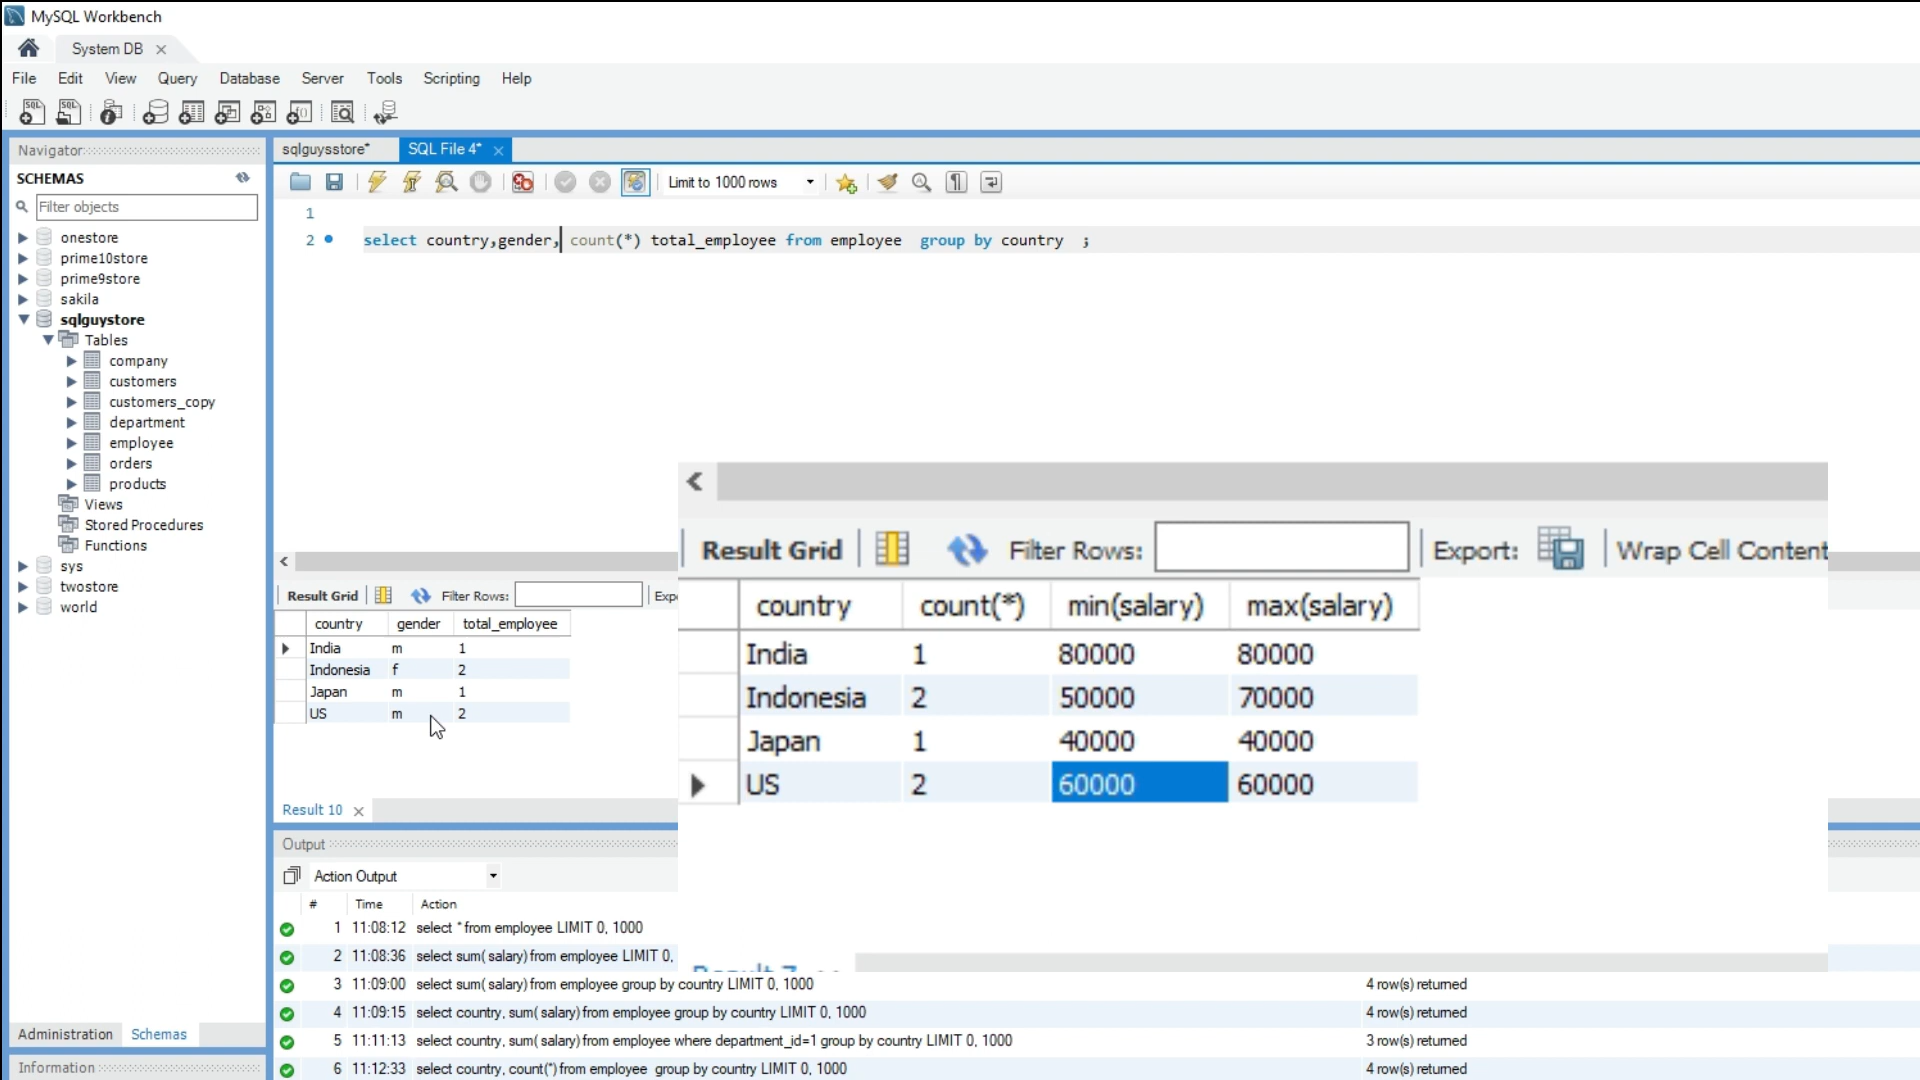 MySQL Workbench
System DB
File Edit View Query Database Server Tools Scripting Help
Navigator
SCHEMAS
Filter objects
onestore
prime10store
prime9store
sakila
sqlguystore
Tables
company
customers
customers_copy
department
employee
orders
products
Views
Stored Procedures
Functions
sys
twostore
world
Administration Schemas
Information
sqlguysstore* SQL File 4*
Limit to 1000 rows
1
2 select country,gender, count(*) total_employee from employee group by country ;
Result Grid Filter Rows: Exp
country gender total_employee
India m 1
Indonesia f 2
Japan m 1
US m 2
Result 10
Result Grid Filter Rows: Export: Wrap Cell Content
country count(*) min(salary) max(salary)
India 1 80000 80000
Indonesia 2 50000 70000
Japan 1 40000 40000
US 2 60000 60000
Output
Action Output
# Time Action
1 11:08:12 select * from employee LIMIT 0, 1000
2 11:08:36 select sum( salary) from employee LIMIT 0,
3 11:09:00 select sum( salary) from employee group by country LIMIT 0, 1000 4 row(s) returned
4 11:09:15 select country, sum( salary) from employee group by country LIMIT 0, 1000 4 row(s) returned
5 11:11:13 select country, sum( salary) from employee where department_id=1 group by country LIMIT 0, 1000 3 row(s) returned
6 11:12:33 select country, count(*) from employee group by country LIMIT 0, 1000 4 row(s) returned